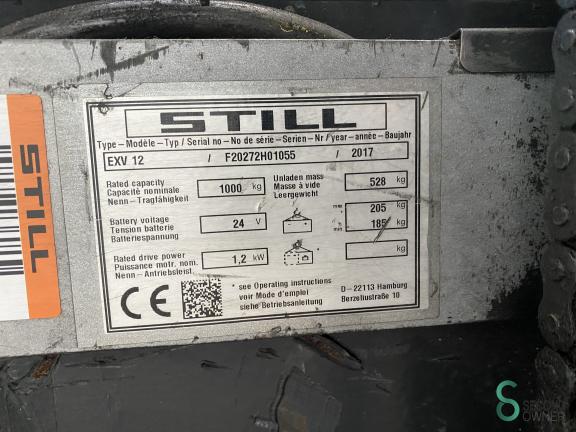 STILL
Type – Modèle – Typ / Serial no – No de série – Serien – Nr / year – année – Baujahr
EXV 12 / F20272H01055 / 2017
Rated capacity
Capacité nominale
Nenn – Tragfähigkeit
1000 kg
Unladen mass
Masse à vide
Leergewicht
528 kg
Battery voltage
Tension batterie
Batteriespannung
24 V
205 kg
185 kg
Rated drive power
Puissance motr. nom.
Nenn – Antriebsleist.
1,2 kW
kg
CE
* see Operating instructions
voir Mode d'emploi
siehe Betriebsanleitung
D – 22113 Hamburg
Berzeliustraße 10
STILL
SECOND
OWNER